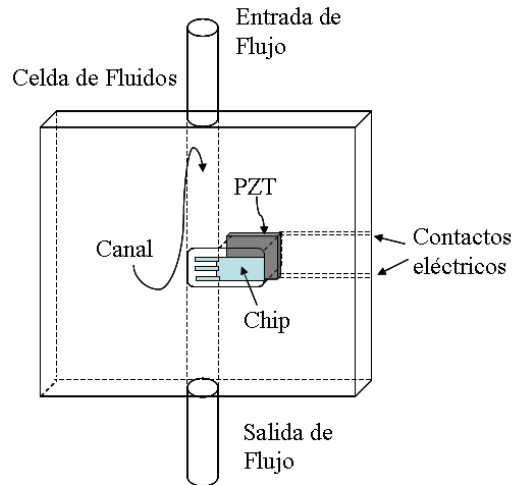 Entrada de
Flujo
Celda de Fluidos
PZT
Canal
Contactos
eléctricos
Chip
Salida de
Flujo